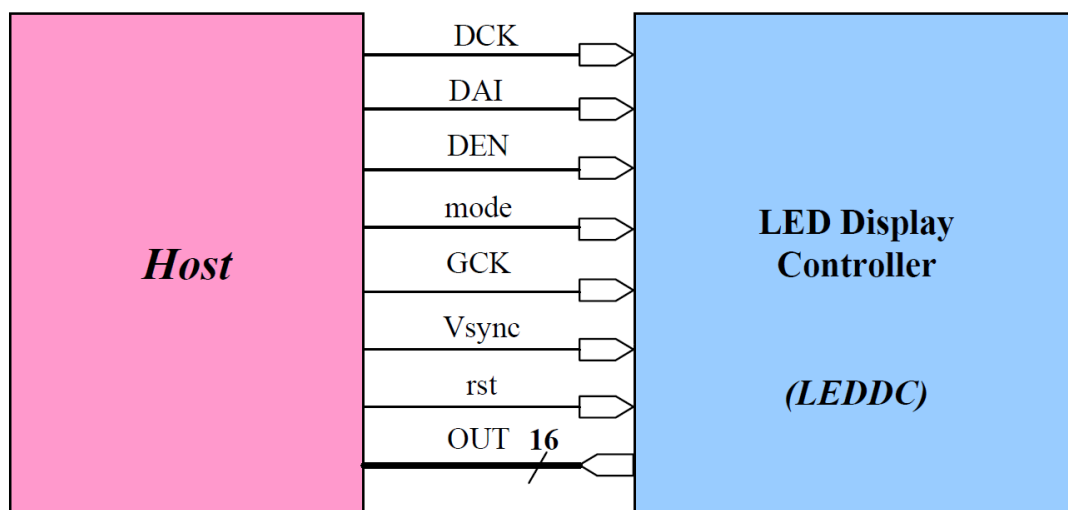 DCK
DAI
DEN
mode
Host
GCK
LED Display
Controller
Vsync
rst
(LEDDC)
OUT 16